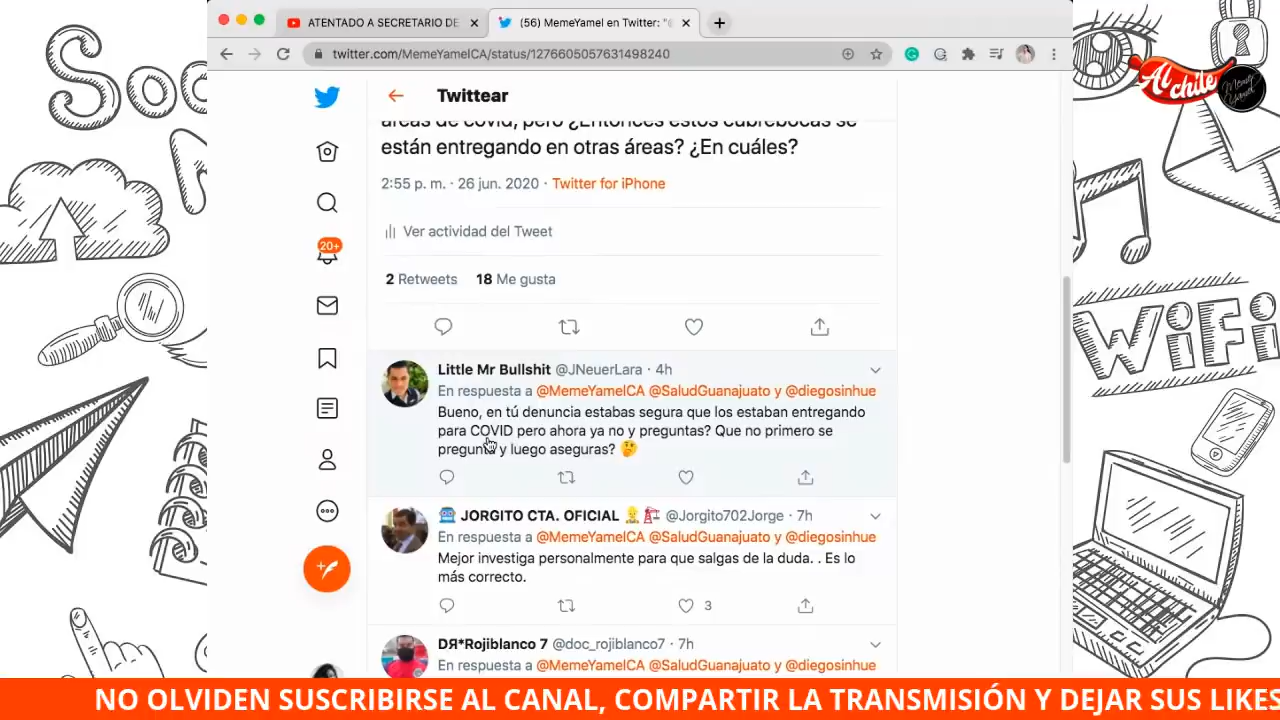 ATENTADO A SECRETARIO DE
(56) MemeYamel en Twitter: "
twitter.com/MemeYamelCA/status/1276605057631498240
Al chile
Meme Yamel
Twittear
áreas de covid, pero ¿Entonces estos cubrebocas se
están entregando en otras áreas? ¿En cuáles?
2:55 p. m. · 26 jun. 2020 · Twitter for iPhone
Ver actividad del Tweet
2 Retweets 18 Me gusta
20+
Little Mr Bullshit @JNeuerLara · 4h
En respuesta a @MemeYamelCA @SaludGuanajuato y @diegosinhue
Bueno, en tú denuncia estabas segura que los estaban entregando
para COVID pero ahora ya no y preguntas? Que no primero se
pregunta y luego aseguras? 🤔
JORGITO CTA. OFICIAL @Jorgito702Jorge · 7h
En respuesta a @MemeYamelCA @SaludGuanajuato y @diegosinhue
Mejor investiga personalmente para que salgas de la duda. . Es lo
más correcto.
3
DЯ*Rojiblanco 7 @doc_rojiblanco7 · 7h
En respuesta a @MemeYamelCA @SaludGuanajuato y @diegosinhue
Soc
WiFi
NO OLVIDEN SUSCRIBIRSE AL CANAL, COMPARTIR LA TRANSMISIÓN Y DEJAR SUS LIKES